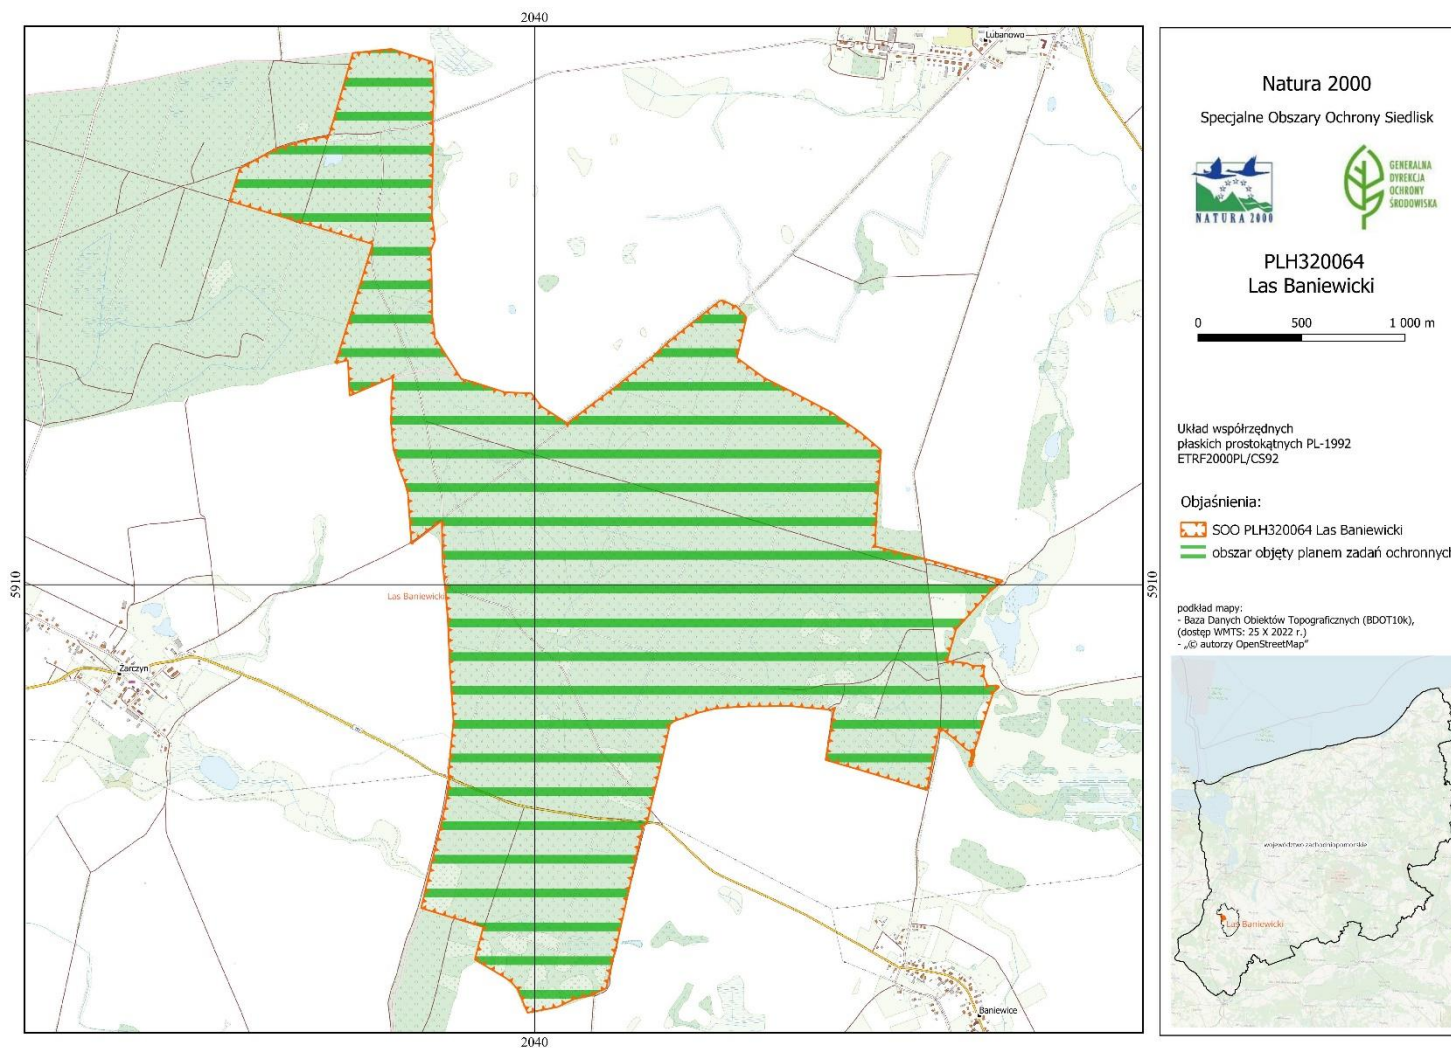 2040
Lubanowo
5910
5910
Las Baniewicki
Żarczyn
Baniewice
2040
Natura 2000
Specjalne Obszary Ochrony Siedlisk
NATURA 2000
GENERALNA
DYREKCJA
OCHRONY
ŚRODOWISKA
PLH320064
Las Baniewicki
0 500 1 000 m
Układ współrzędnych
płaskich prostokątnych PL-1992
ETRF2000PL/CS92
Objaśnienia:
SOO PLH320064 Las Baniewicki
obszar objęty planem zadań ochronnych
podkład mapy:
- Baza Danych Obiektów Topograficznych (BDOT10k),
(dostęp WMTS: 25 X 2022 r.)
- „© autorzy OpenStreetMap"
województwo zachodniopomorskie
Las Baniewicki